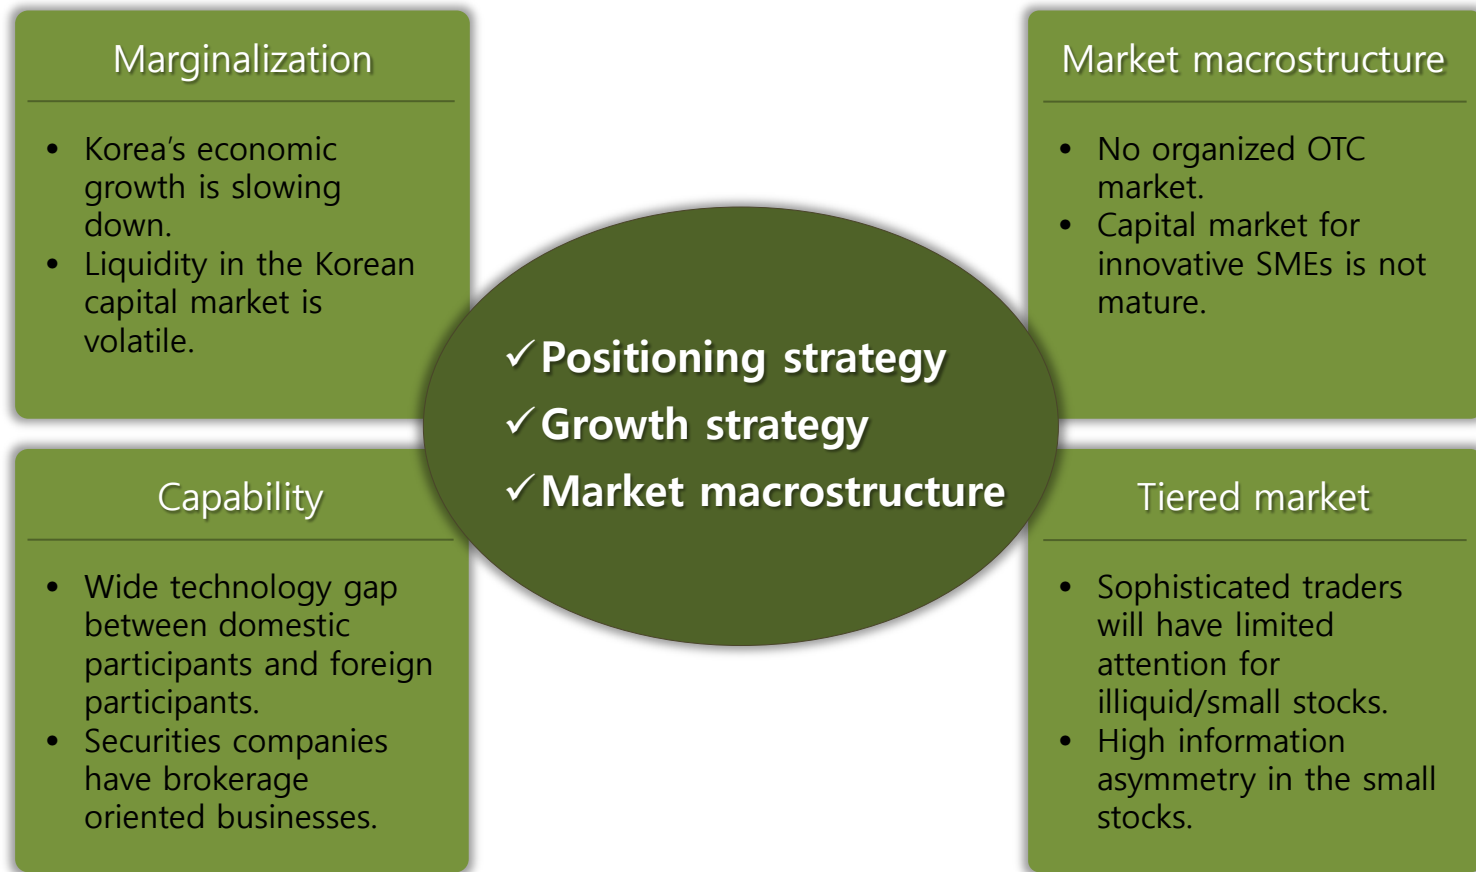 Marginalization
• Korea’s economic
growth is slowing
down.
• Liquidity in the Korean
capital market is
volatile.
Market macrostructure
• No organized OTC
market.
• Capital market for
innovative SMEs is not
mature.
✓Positioning strategy
✓Growth strategy
✓Market macrostructure
Capability
• Wide technology gap
between domestic
participants and foreign
participants.
• Securities companies
have brokerage
oriented businesses.
Tiered market
• Sophisticated traders
will have limited
attention for
illiquid/small stocks.
• High information
asymmetry in the small
stocks.